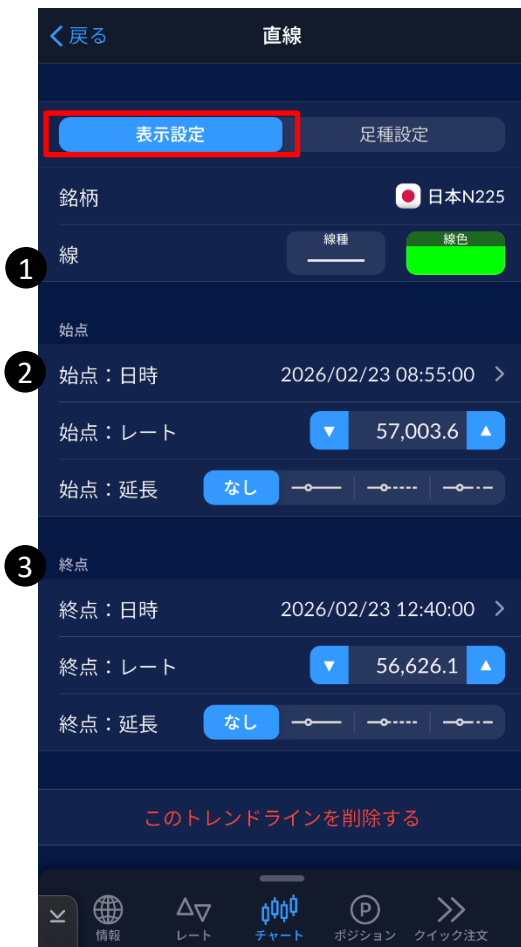 戻る 直線
表示設定 足種設定
銘柄 日本N225
1 線 線種 線色
始点
2 始点：日時 2026/02/23 08:55:00
始点：レート ▼ 57,003.6 ▲
始点：延長 なし
3 終点
終点：日時 2026/02/23 12:40:00
終点：レート ▼ 56,626.1 ▲
終点：延長 なし
このトレンドラインを削除する
情報 レート チャート P ポジション クイック注文